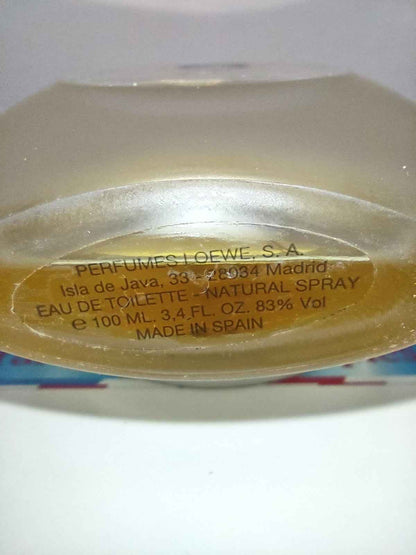 PERFUMES LOEWE, S. A.
Isla de Java, 33 - 28034 Madrid
EAU DE TOILETTE - NATURAL SPRAY
℮ 100 ML. 3,4 FL. OZ. 83% Vol
MADE IN SPAIN